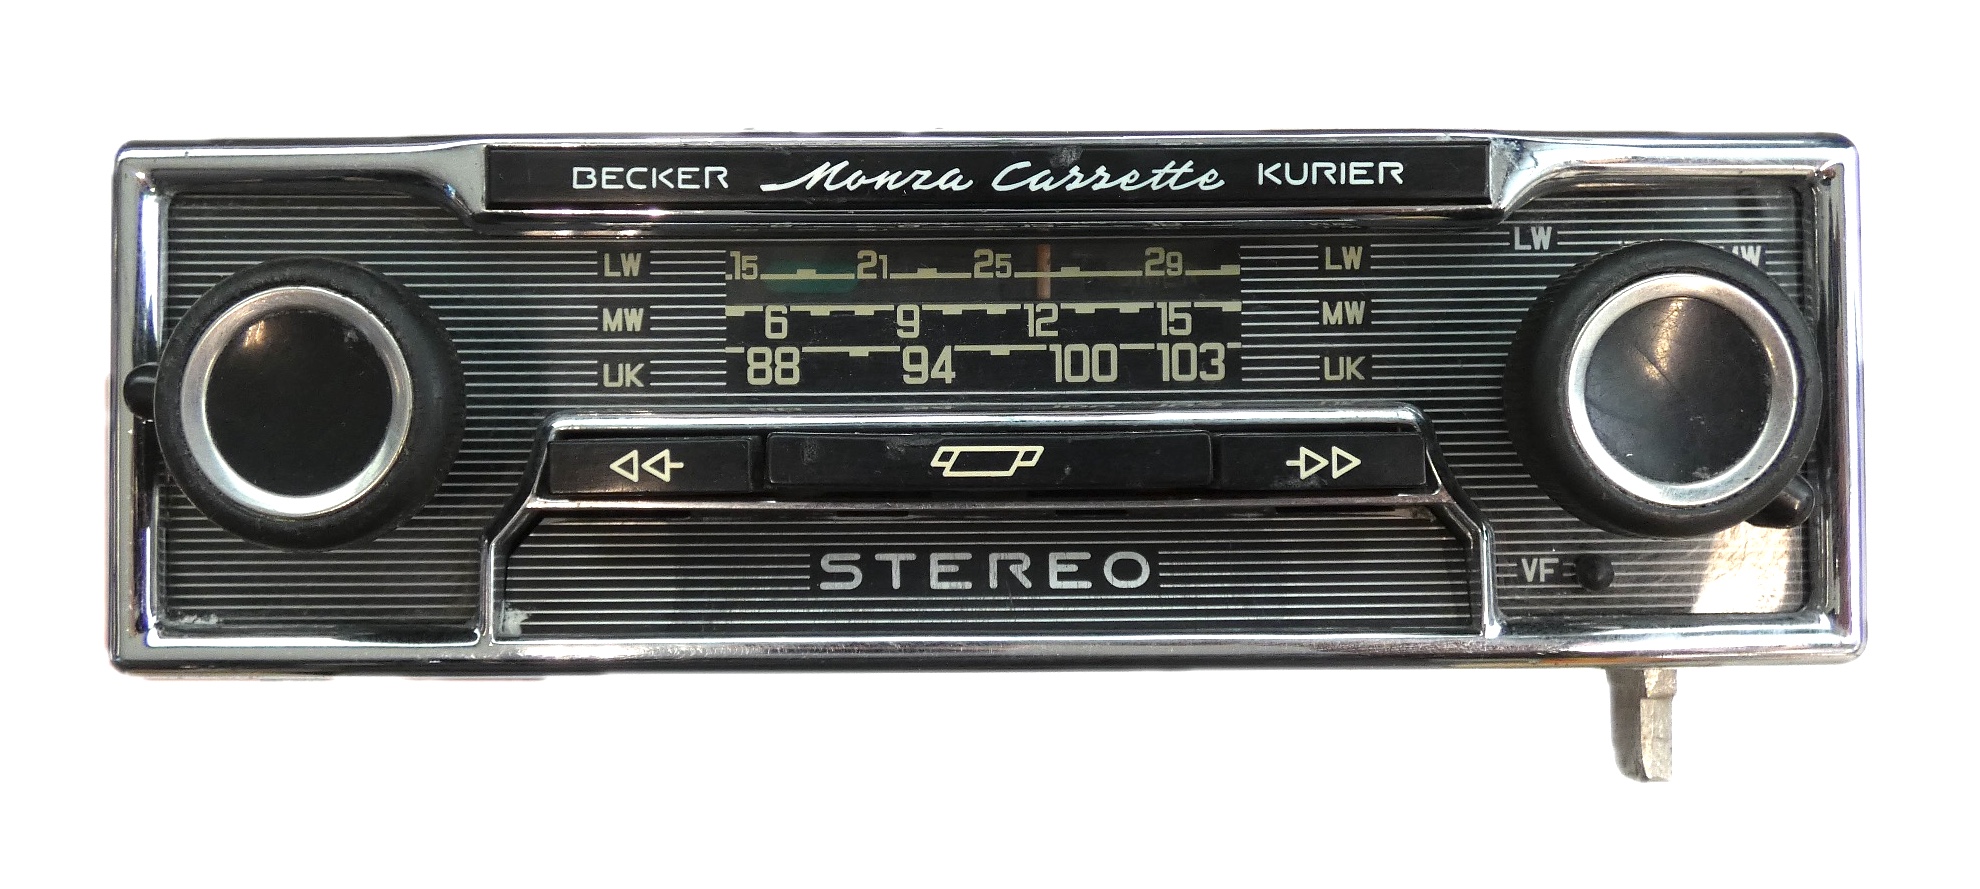 BECKER Monza Cassette KURIER
LW 15 21 25 29 LW
MW 6 9 12 15 MW
UK 88 94 100 103 UK
LW MW
STEREO
VF